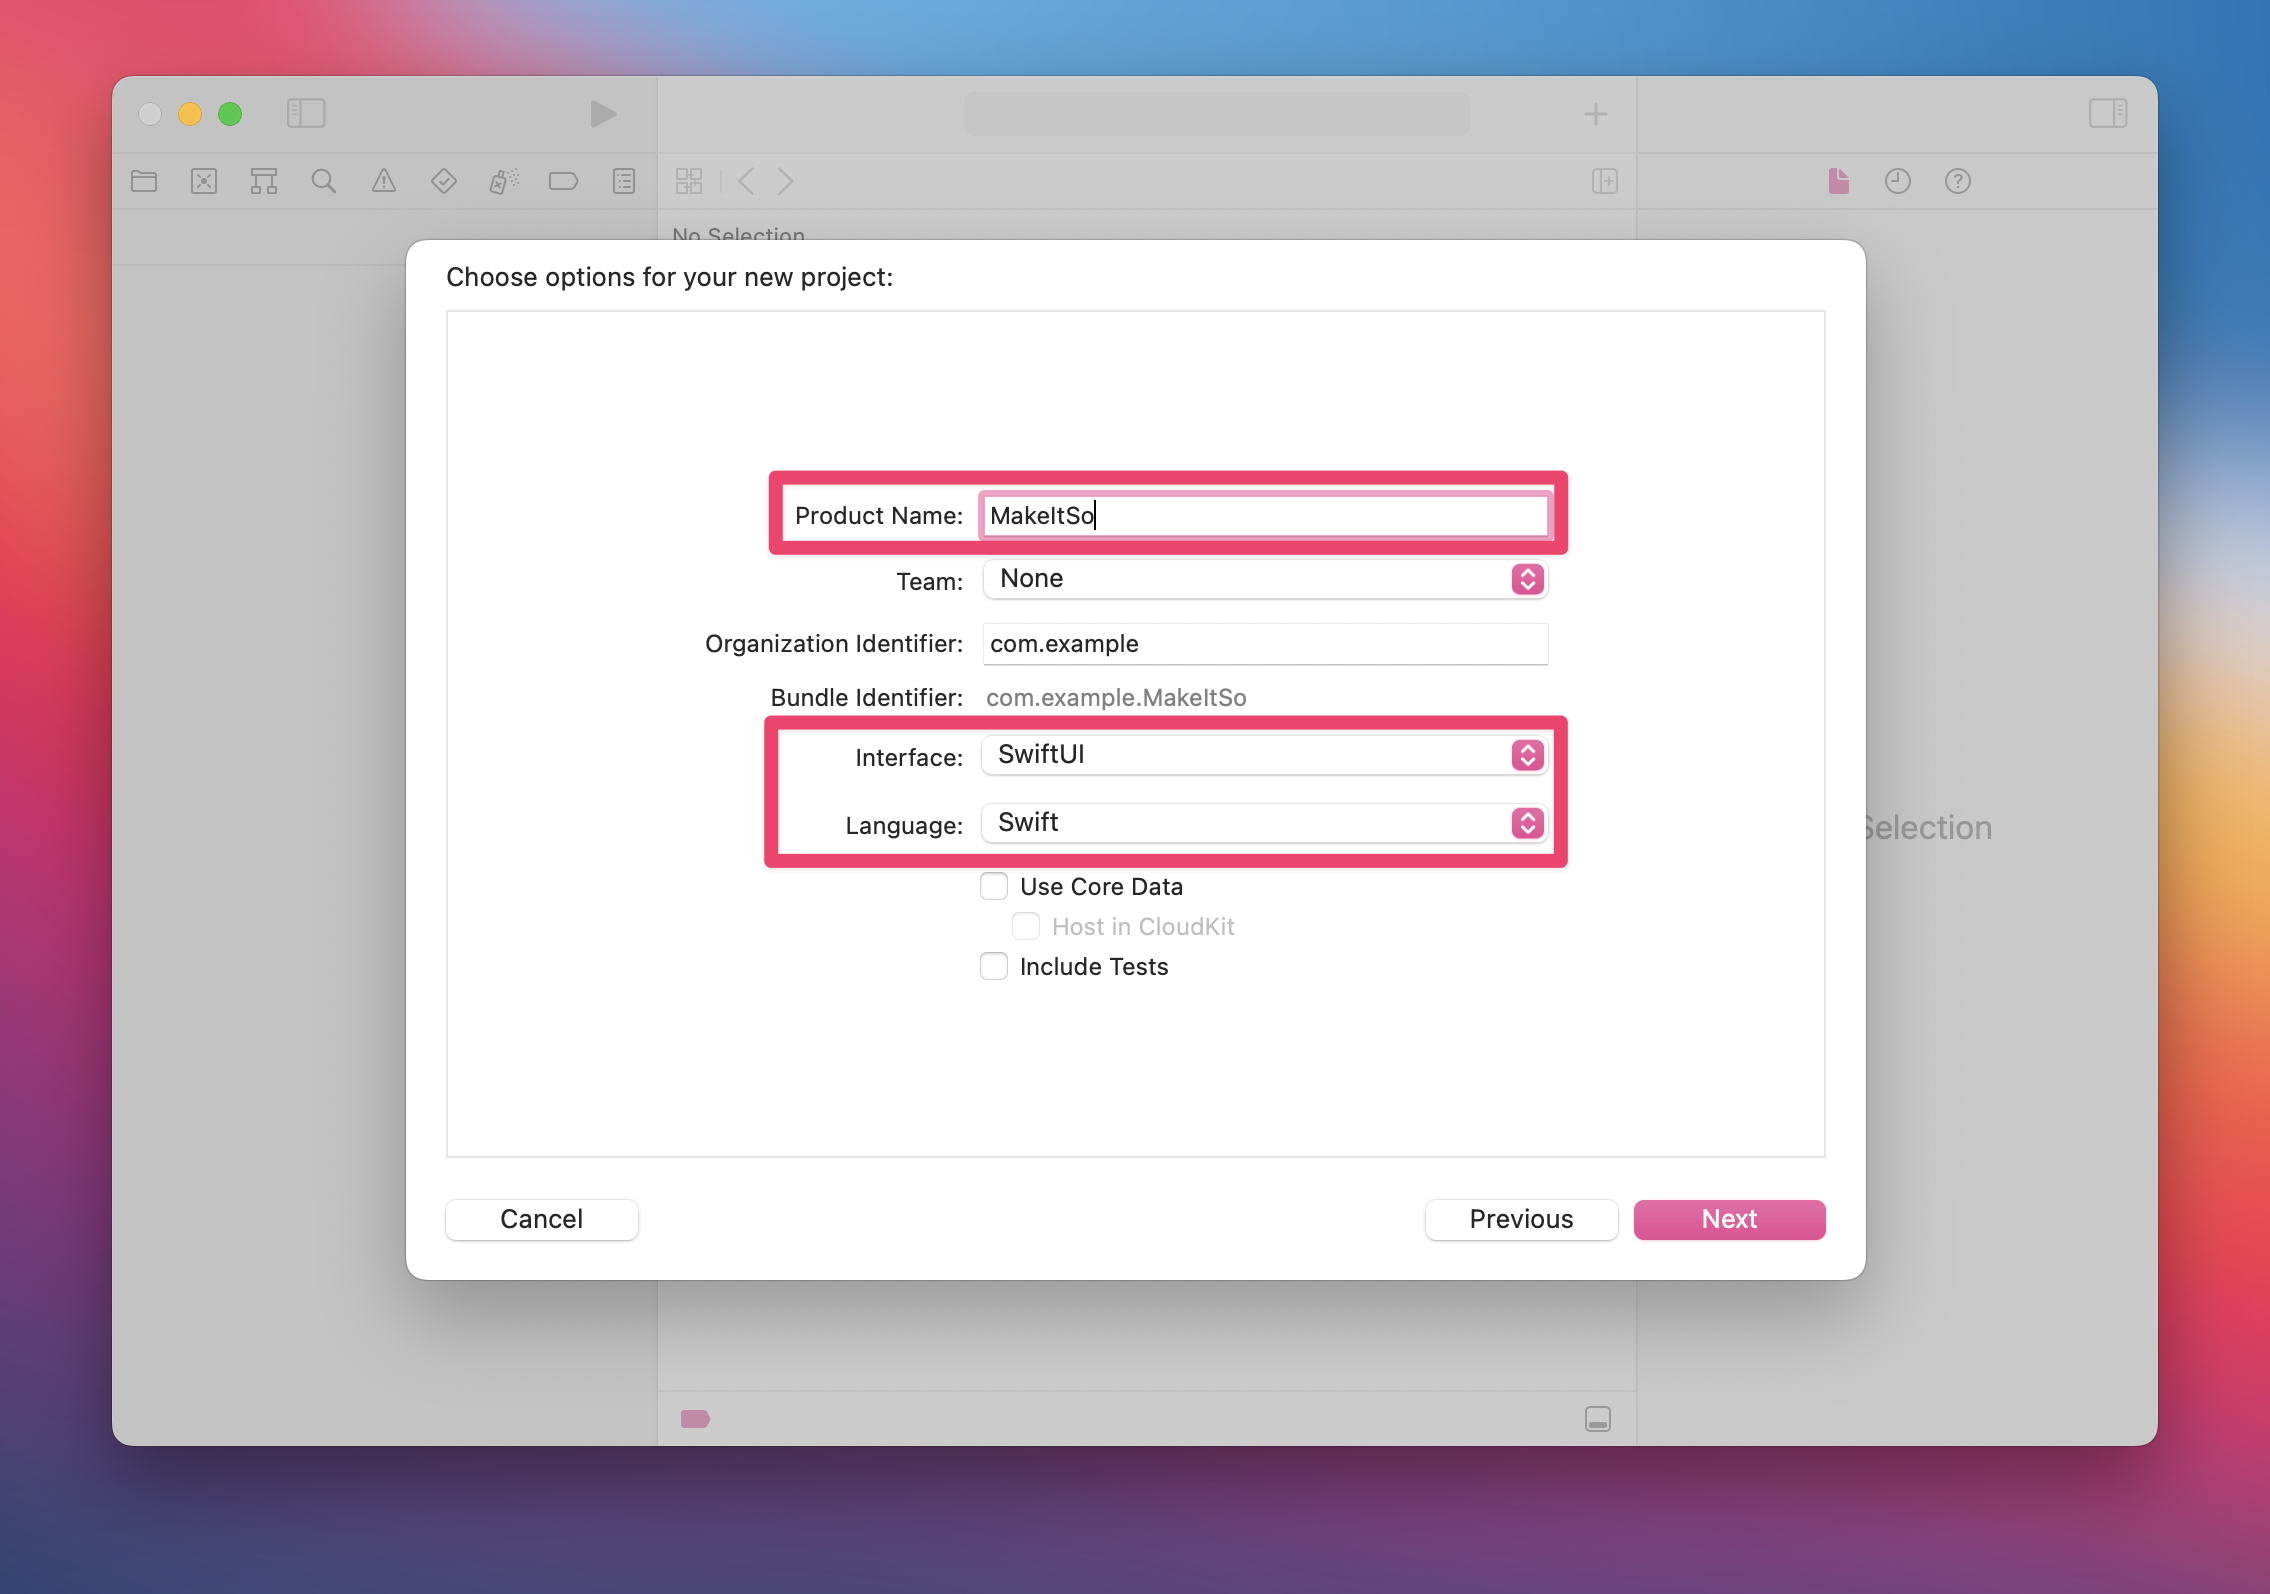 No Selection
Choose options for your new project:
Product Name: MakeItSo
Team: None
Organization Identifier: com.example
Bundle Identifier: com.example.MakeItSo
Interface: SwiftUI
Language: Swift
Selection
Use Core Data
Host in CloudKit
Include Tests
Cancel
Previous
Next